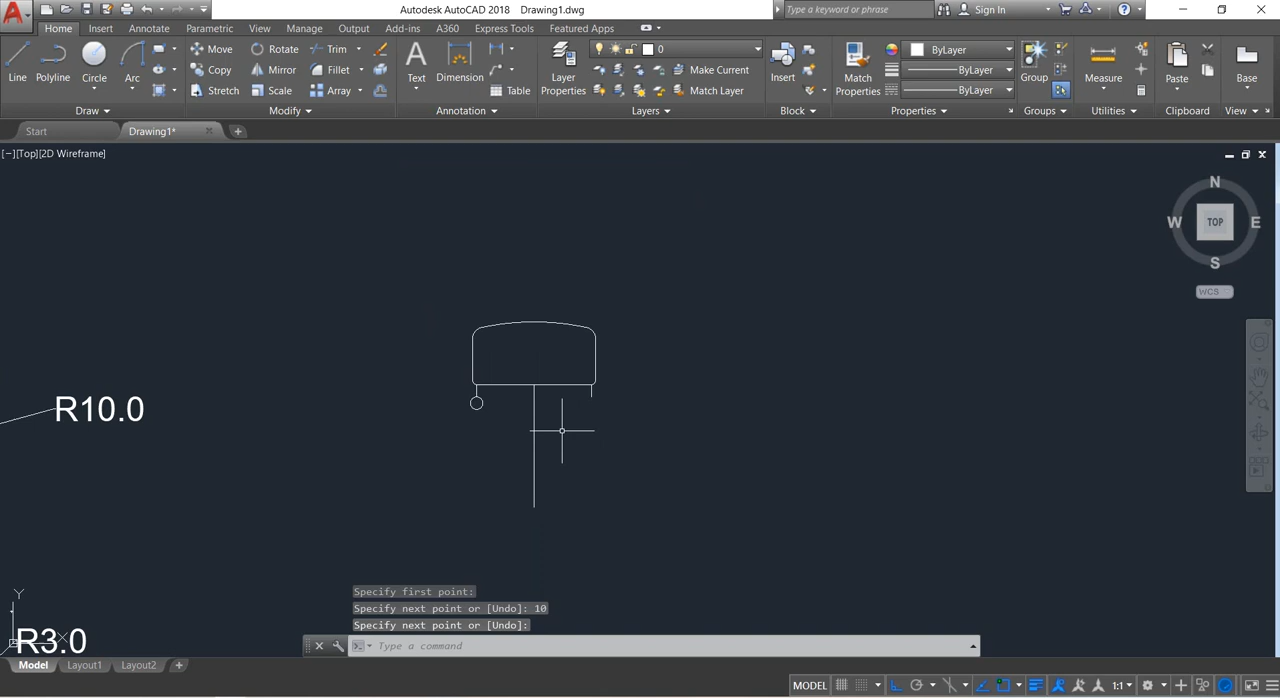 Autodesk AutoCAD 2018 Drawing1.dwg
Type a keyword or phrase
Sign In
Home Insert Annotate Parametric View Manage Output Add-ins A360 Express Tools Featured Apps
Line Polyline Circle Arc
Move Rotate Trim
Copy Mirror Fillet
Stretch Scale Array
Text Dimension Table
Layer Properties
0
Make Current
Match Layer
Insert
Match Properties
ByLayer
ByLayer
ByLayer
Group
Measure
Paste
Base
Draw Modify Annotation Layers Block Properties Groups Utilities Clipboard View
Start Drawing1*
[−][Top][2D Wireframe]
N
W TOP E
S
WCS
R10.0
Y
X
R3.0
Specify first point:
Specify next point or [Undo]: 10
Specify next point or [Undo]:
Type a command
Model Layout1 Layout2
MODEL 1:1